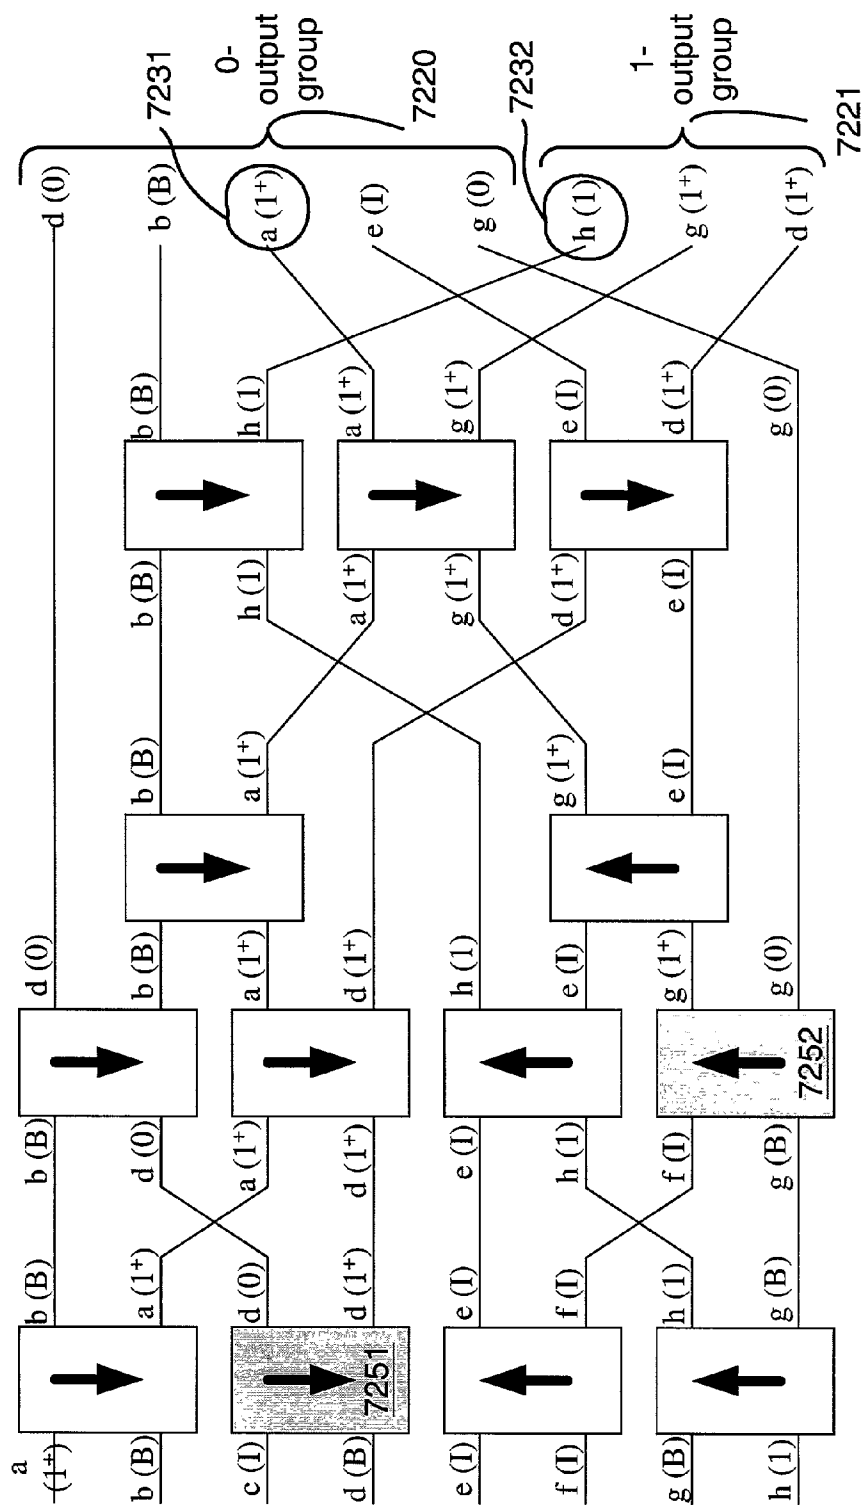 a
(1+)
b (B)
c (I)
d (B)
e (I)
f (I)
g (B)
h (1)
7251
b (B)
a (1+)
d (0)
d (1+)
e (I)
f (I)
h (1)
g (B)
b (B)
d (0)
a (1+)
d (1+)
e (I)
h (1)
f (I)
g (B)
7252
d (0)
b (B)
a (1+)
d (1+)
h (1)
e (I)
g (1+)
g (0)
b (B)
a (1+)
g (1+)
e (I)
b (B)
h (1)
a (1+)
g (1+)
d (1+)
e (I)
b (B)
h (1)
a (1+)
g (1+)
e (I)
d (1+)
g (0)
d (0)
b (B)
a (1+)
e (I)
g (0)
h (1)
g (1+)
d (1+)
7231
0-
output
group
7220
7232
1-
output
group
7221